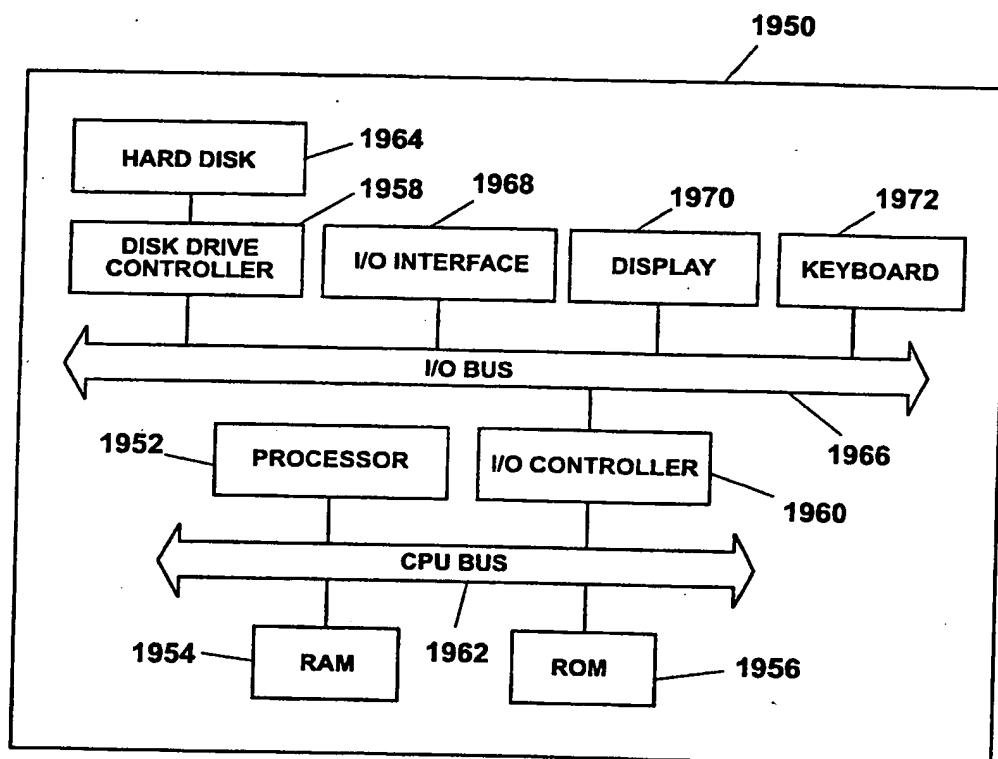 1950
HARD DISK
1964
1958
1968
1970
1972
DISK DRIVE
CONTROLLER
I/O INTERFACE
DISPLAY
KEYBOARD
I/O BUS
1952
PROCESSOR
I/O CONTROLLER
1966
1960
CPU BUS
1954
RAM
1962
ROM
1956